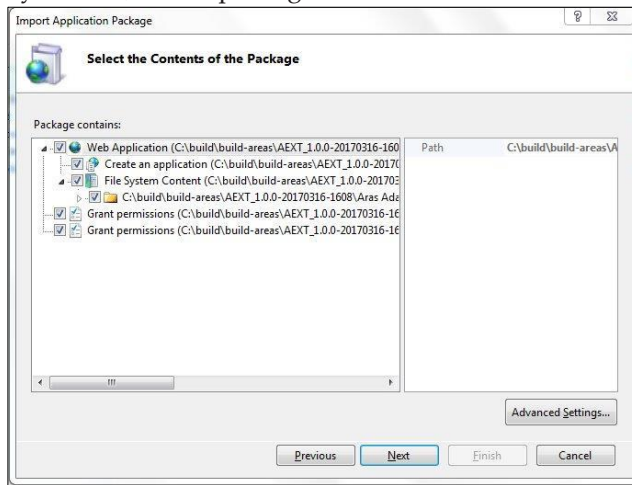 Import Application Package
Select the Contents of the Package
Package contains:
Web Application (C:\build\build-areas\AEXT_1.0.0-20170316-160
Create an application (C:\build\build-areas\AEXT_1.0.0-2017(
File System Content (C:\build\build-areas\AEXT_1.0.0-201703
C:\build\build-areas\AEXT_1.0.0-20170316-1608\Aras Ada
Grant permissions (C:\build\build-areas\AEXT_1.0.0-20170316-16
Grant permissions (C:\build\build-areas\AEXT_1.0.0-20170316-16
Path C:\build\build-areas\A
Advanced Settings...
Previous Next Finish Cancel